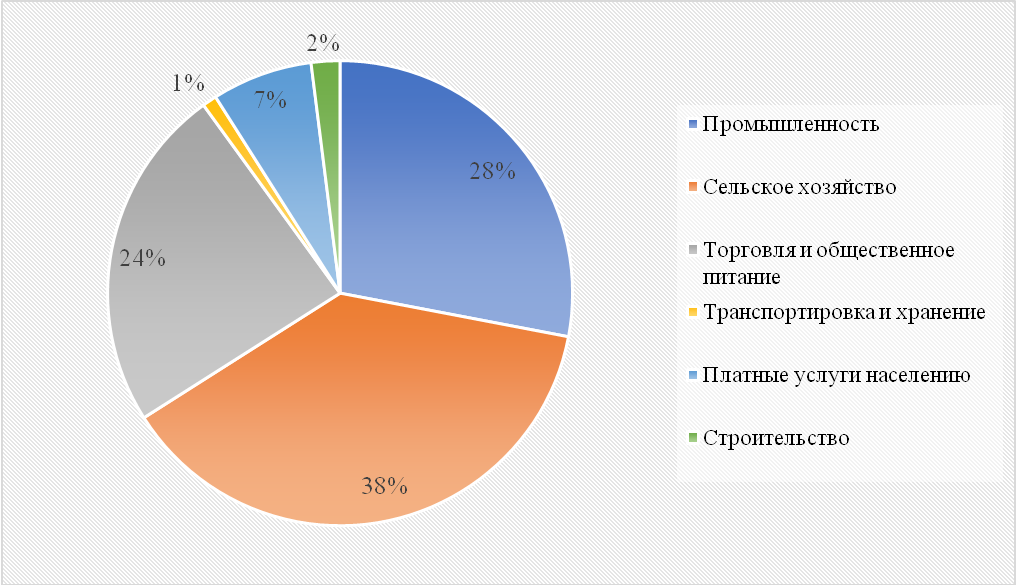 2%
1%
7%
28%
24%
38%
Промышленность
Сельское хозяйство
Торговля и общественное
питание
Транспортировка и хранение
Платные услуги населению
Строительство